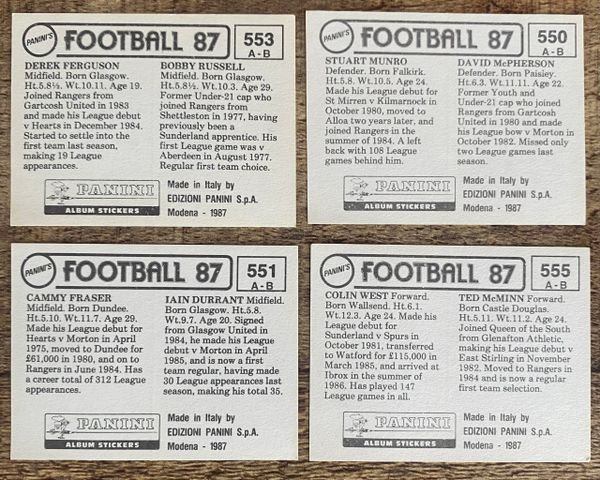 PANINI'S
FOOTBALL 87
553
A-B
DEREK FERGUSON
Midfield. Born Glasgow.
Ht.5.8½. Wt.10.11. Age 19.
Joined Rangers from
Gartcosh United in 1983
and made his League debut
v Hearts in December 1984.
Started to settle into the
first team last season,
making 19 League
appearances.
BOBBY RUSSELL
Midfield. Born Glasgow.
Ht.5.8½. Wt.10.3. Age 29.
Former Under-21 cap who
joined Rangers from
Shettleston in 1977, having
previously been a
Sunderland apprentice. His
first League game was v
Aberdeen in August 1977.
Regular first team choice.
PANINI
ALBUM STICKERS
Made in Italy by
EDIZIONI PANINI S.p.A.
Modena - 1987
PANINI'S
FOOTBALL 87
550
A-B
STUART MUNRO
Defender. Born Falkirk.
Ht.5.8. Wt.10.5. Age 24.
Made his League debut for
St Mirren v Kilmarnock in
October 1980, moved to
Alloa two years later, and
joined Rangers in the
summer of 1984. A left
back with 108 League
games behind him.
DAVID McPHERSON
Defender. Born Paisley.
Ht.6.3. Wt.11.11. Age 22.
Former Youth and
Under-21 cap who joined
Rangers from Gartcosh
United in 1980 and made
his League bow v Morton in
October 1982. Missed only
two League games last
season.
PANINI
ALBUM STICKERS
Made in Italy by
EDIZIONI PANINI S.p.A.
Modena - 1987
PANINI'S
FOOTBALL 87
551
A-B
CAMMY FRASER
Midfield. Born Dundee.
Ht.5.10. Wt.11.7. Age 29.
Made his League debut for
Hearts v Morton in April
1975, moved to Dundee for
£61,000 in 1980, and on to
Rangers in June 1984. Has
a career total of 312 League
appearances.
IAIN DURRANT Midfield.
Born Glasgow. Ht.5.8.
Wt.9.7. Age 20. Signed
from Glasgow United in
1984, he made his League
debut v Morton in April
1985, and is now a first
team regular, having made
30 League appearances last
season, making his total 35.
PANINI
ALBUM STICKERS
Made in Italy by
EDIZIONI PANINI S.p.A.
Modena - 1987
PANINI'S
FOOTBALL 87
555
A-B
COLIN WEST Forward.
Born Wallsend. Ht.6.1.
Wt.12.3. Age 24. Made his
League debut for
Sunderland v Spurs in
October 1981, transferred
to Watford for £115,000 in
March 1985, and arrived at
Ibrox in the summer of
1986. Has played 147
League games in all.
TED McMINN Forward.
Born Castle Douglas.
Ht.5.11. Wt.11.2. Age 24.
Joined Queen of the South
from Glenafton Athletic,
making his League debut v
East Stirling in November
1982. Moved to Rangers in
1984 and is now a regular
first team selection.
PANINI
ALBUM STICKERS
Made in Italy by
EDIZIONI PANINI S.p.A.
Modena - 1987